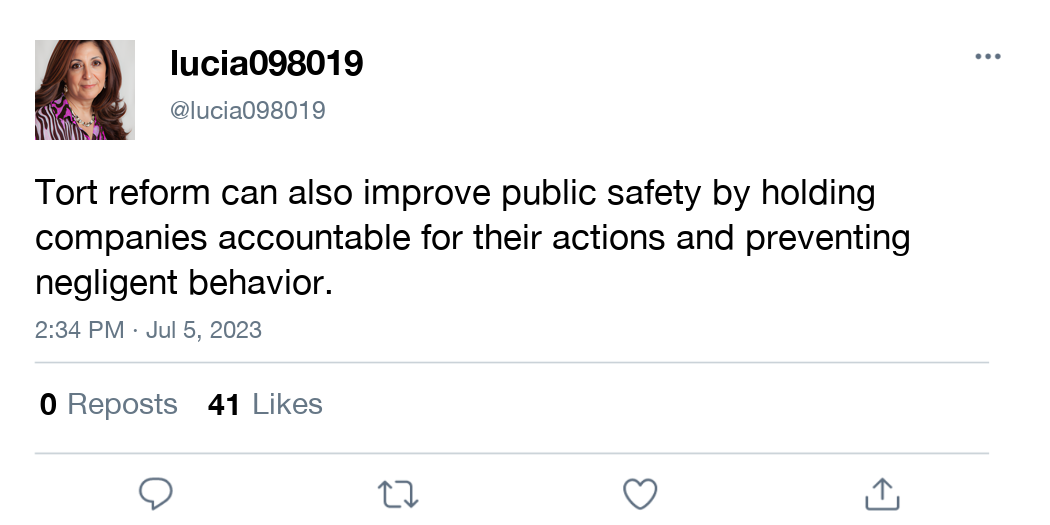 lucia098019
@lucia098019
Tort reform can also improve public safety by holding
companies accountable for their actions and preventing
negligent behavior.
2:34 PM · Jul 5, 2023
0 Reposts 41 Likes